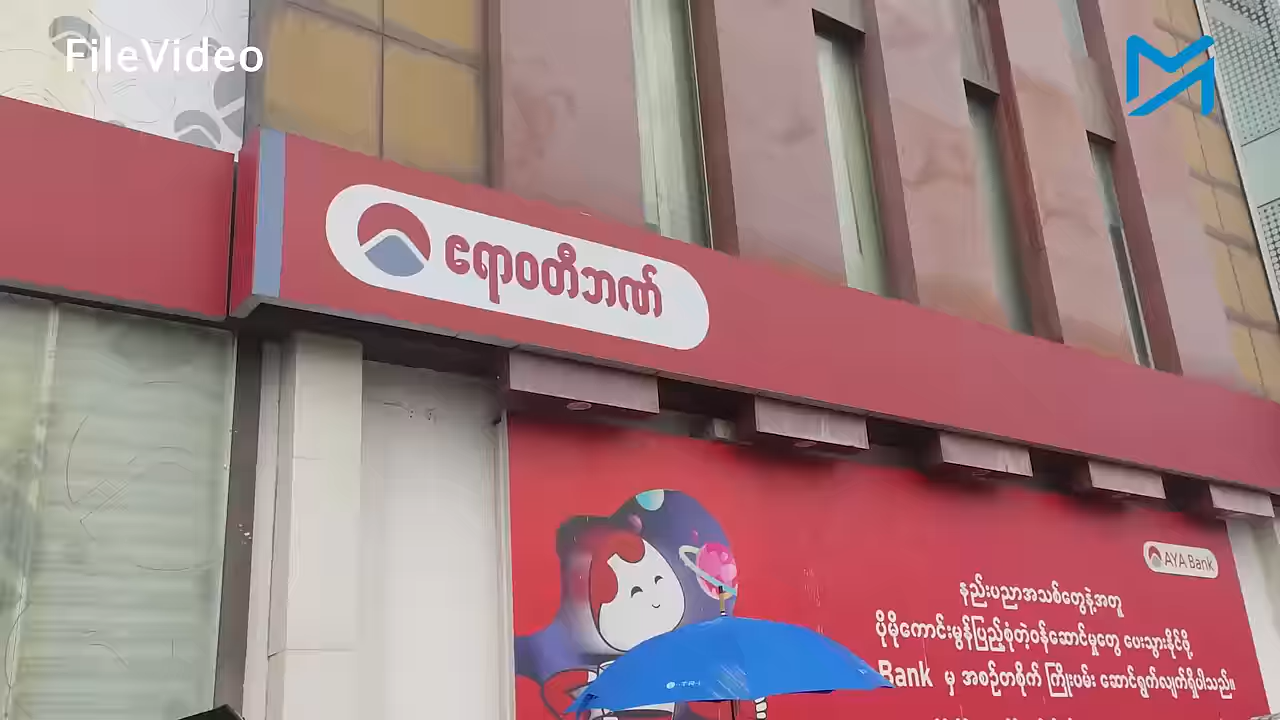 FileVideo
ဧရာဝတီဘဏ်
AYA Bank
နည်းပညာအသစ်တွေနဲ့အတူ
ပိုမိုကောင်းမွန်ပြည့်စုံတဲ့ဝန်ဆောင်မှုတွေ ပေးသွားနိုင်ဖို့
Bank မှ အစဉ်တစိုက် ကြိုးပမ်း ဆောင်ရွက်လျက်ရှိပါသည်။